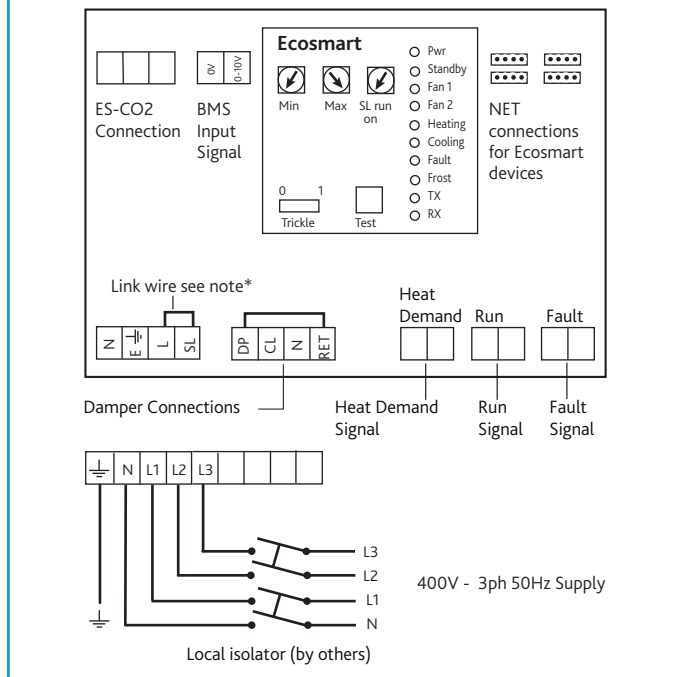 Ecosmart
Min
Max
SL run
on
0 1
Trickle
Test
Pwr
Standby
Fan 1
Fan 2
Heating
Cooling
Fault
Frost
TX
RX
ES-CO2
Connection
0V
0-10V
BMS
Input
Signal
NET
connections
for Ecosmart
devices
Link wire see note*
N
E
L
SL
DP
CL
N
RET
Heat
Demand
Run
Fault
Damper Connections
Heat Demand
Signal
Run
Signal
Fault
Signal
N L1 L2 L3
L3
L2
L1
N
400V - 3ph 50Hz Supply
Local isolator (by others)